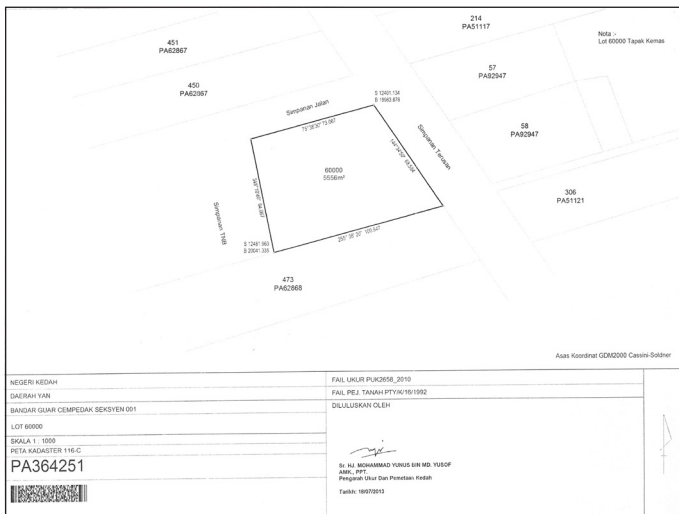 214
PA51117
Nota :-
Lot 60000 Tapak Kemas
451
PA62867
57
PA92947
450
PA62867
S 12401.134
B 19963.876
Simpanan Jalan
58
PA92947
Simpanan Terusan
60000
5556m²
306
PA51121
Simpanan TNB
S 12481.963
B 20041.335
473
PA62868
Asas Koordinat GDM2000 Cassini-Soldner
NEGERI KEDAH
FAIL UKUR PUK2658_2010
DAERAH YAN
FAIL PEJ. TANAH PTY/K/16/1992
BANDAR GUAR CEMPEDAK SEKSYEN 001
DILULUSKAN OLEH
LOT 60000
SKALA 1 : 1000
PETA KADASTER 116-C
PA364251
Sr. HJ. MOHAMMAD YUNUS BIN MD. YUSOF
AMK., PPT.
Pengarah Ukur Dan Pemetaan Kedah
Tarikh: 18/07/2013